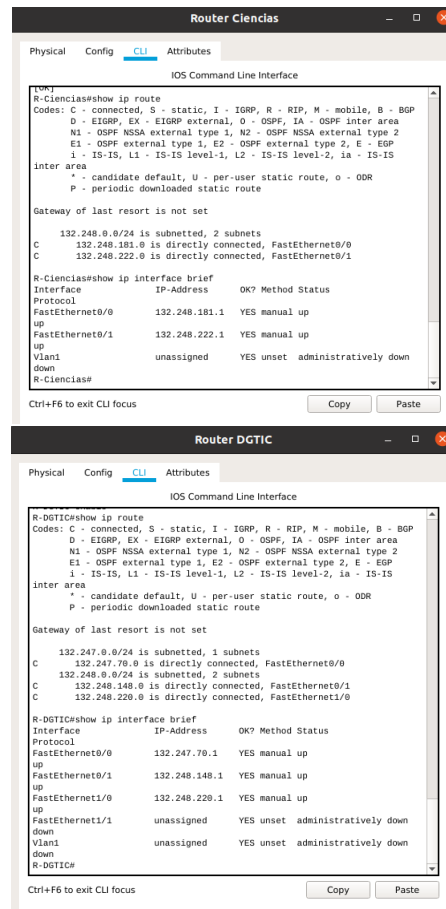 Router Ciencias
Physical Config CLI Attributes
IOS Command Line Interface
[OK]
R-Ciencias#show ip route
Codes: C - connected, S - static, I - IGRP, R - RIP, M - mobile, B - BGP
D - EIGRP, EX - EIGRP external, O - OSPF, IA - OSPF inter area
N1 - OSPF NSSA external type 1, N2 - OSPF NSSA external type 2
E1 - OSPF external type 1, E2 - OSPF external type 2, E - EGP
i - IS-IS, L1 - IS-IS level-1, L2 - IS-IS level-2, ia - IS-IS
inter area
* - candidate default, U - per-user static route, o - ODR
P - periodic downloaded static route
Gateway of last resort is not set
132.248.0.0/24 is subnetted, 2 subnets
C 132.248.181.0 is directly connected, FastEthernet0/0
C 132.248.222.0 is directly connected, FastEthernet0/1
R-Ciencias#show ip interface brief
Interface IP-Address OK? Method Status
Protocol
FastEthernet0/0 132.248.181.1 YES manual up
up
FastEthernet0/1 132.248.222.1 YES manual up
up
Vlan1 unassigned YES unset administratively down
down
R-Ciencias#
Ctrl+F6 to exit CLI focus Copy Paste
Router DGTIC
Physical Config CLI Attributes
IOS Command Line Interface
R-DGTIC#show ip route
Codes: C - connected, S - static, I - IGRP, R - RIP, M - mobile, B - BGP
D - EIGRP, EX - EIGRP external, O - OSPF, IA - OSPF inter area
N1 - OSPF NSSA external type 1, N2 - OSPF NSSA external type 2
E1 - OSPF external type 1, E2 - OSPF external type 2, E - EGP
i - IS-IS, L1 - IS-IS level-1, L2 - IS-IS level-2, ia - IS-IS
inter area
* - candidate default, U - per-user static route, o - ODR
P - periodic downloaded static route
Gateway of last resort is not set
132.247.0.0/24 is subnetted, 1 subnets
C 132.247.70.0 is directly connected, FastEthernet0/0
132.248.0.0/24 is subnetted, 2 subnets
C 132.248.148.0 is directly connected, FastEthernet0/1
C 132.248.220.0 is directly connected, FastEthernet1/0
R-DGTIC#show ip interface brief
Interface IP-Address OK? Method Status
Protocol
FastEthernet0/0 132.247.70.1 YES manual up
up
FastEthernet0/1 132.248.148.1 YES manual up
up
FastEthernet1/0 132.248.220.1 YES manual up
up
FastEthernet1/1 unassigned YES unset administratively down
down
Vlan1 unassigned YES unset administratively down
down
R-DGTIC#
Ctrl+F6 to exit CLI focus Copy Paste